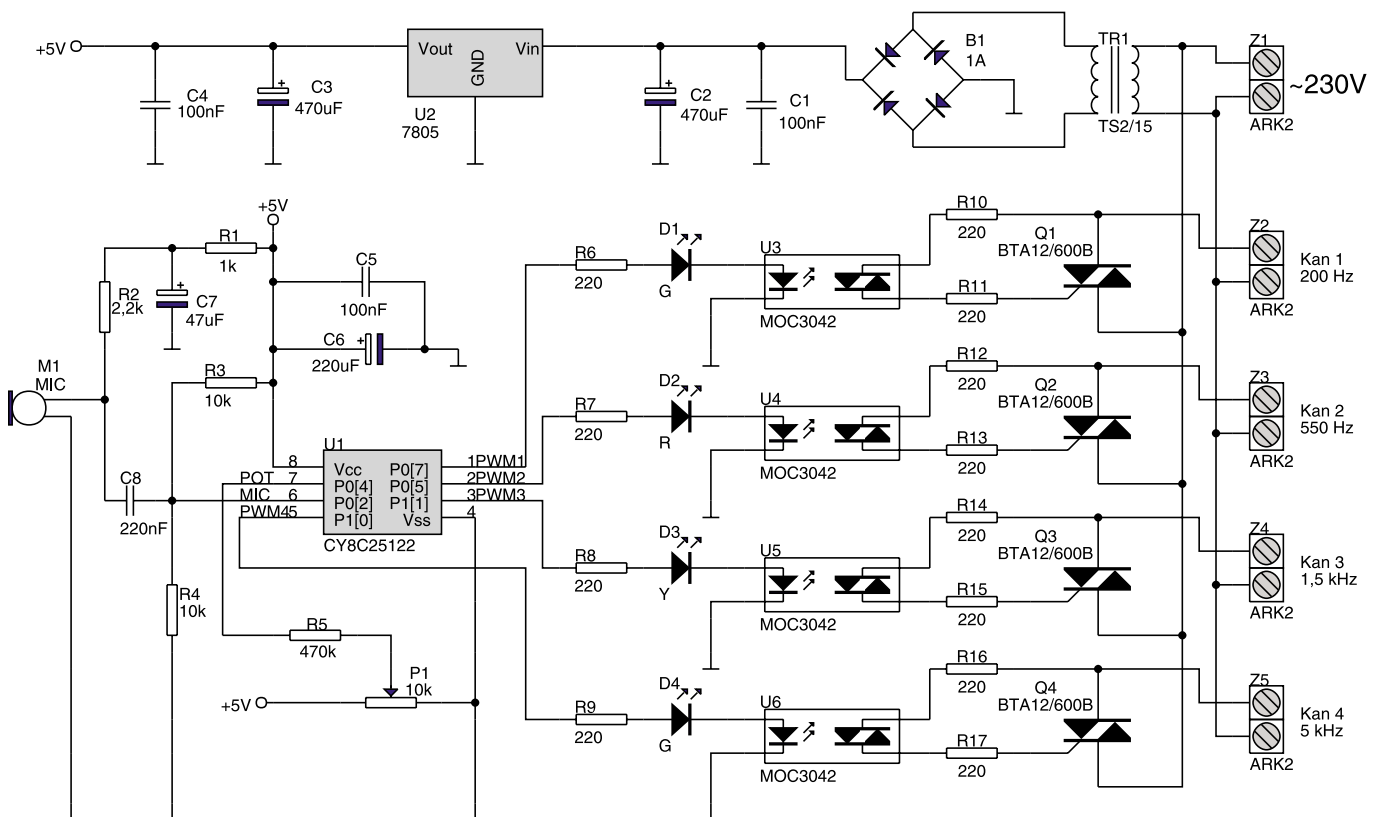 +5V
C4
100nF
C3
470uF
+
Vout
Vin
GND
U2
7805
+
C2
470uF
C1
100nF
B1
1A
TR1
TS2/15
Z1
~230V
ARK2
+5V
R1
1k
R2
2,2k
+
C7
47uF
C5
100nF
C6
220uF
+
R3
10k
M1
MIC
C8
220nF
R4
10k
U1
8
POT 7
MIC 6
PWM4 5
Vcc P0[7]
P0[4] P0[5]
P0[2] P1[1]
P1[0] Vss
1 PWM1
2 PWM2
3 PWM3
4
CY8C25122
R5
470k
P1
10k
+5V
R6
220
D1
G
U3
MOC3042
R10
220
R11
220
Q1
BTA12/600B
Z2
Kan 1
200 Hz
ARK2
R7
220
D2
R
U4
MOC3042
R12
220
R13
220
Q2
BTA12/600B
Z3
Kan 2
550 Hz
ARK2
R8
220
D3
Y
U5
MOC3042
R14
220
R15
220
Q3
BTA12/600B
Z4
Kan 3
1,5 kHz
ARK2
R9
220
D4
G
U6
MOC3042
R16
220
R17
220
Q4
BTA12/600B
Z5
Kan 4
5 kHz
ARK2